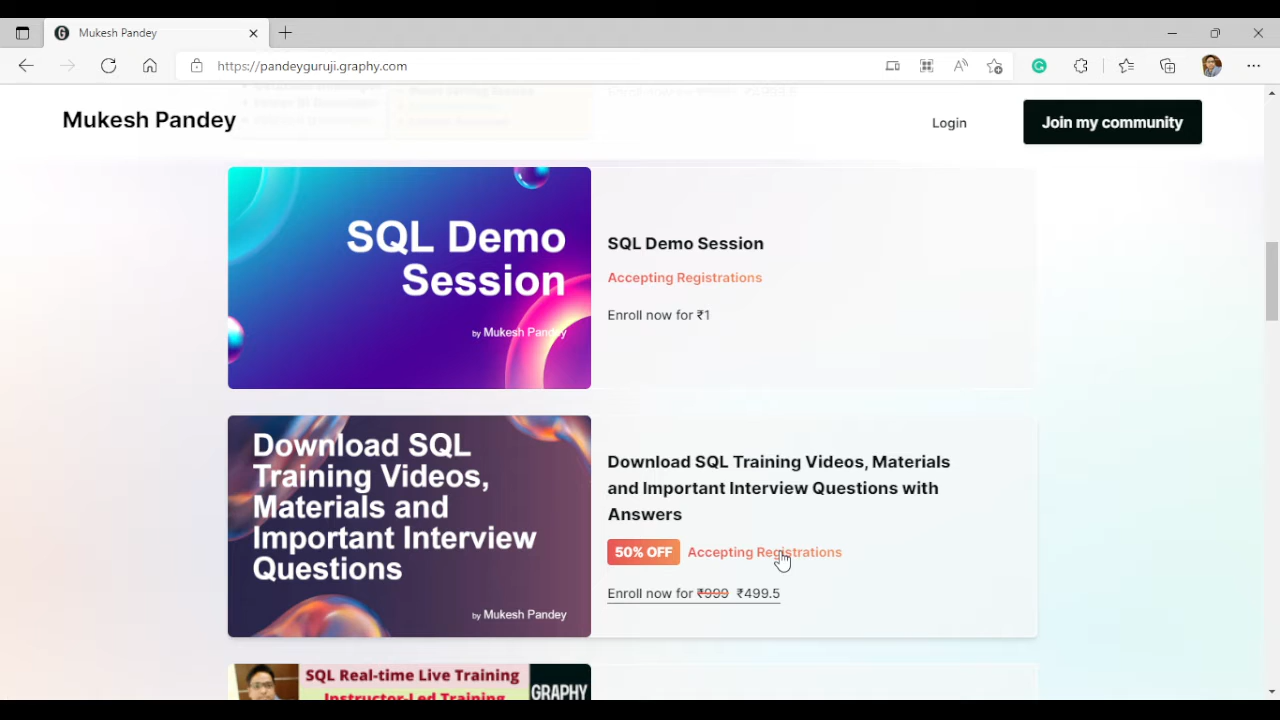 Mukesh Pandey
https://pandeyguruji.graphy.com
Mukesh Pandey
Login
Join my community
SQL Demo
Session
by Mukesh Pandey
SQL Demo Session
Accepting Registrations
Enroll now for ₹1
Download SQL
Training Videos,
Materials and
Important Interview
Questions
by Mukesh Pandey
Download SQL Training Videos, Materials
and Important Interview Questions with
Answers
50% OFF Accepting Registrations
Enroll now for ₹999 ₹499.5
SQL Real-time Live Training
Instructor-Led Training
GRAPHY